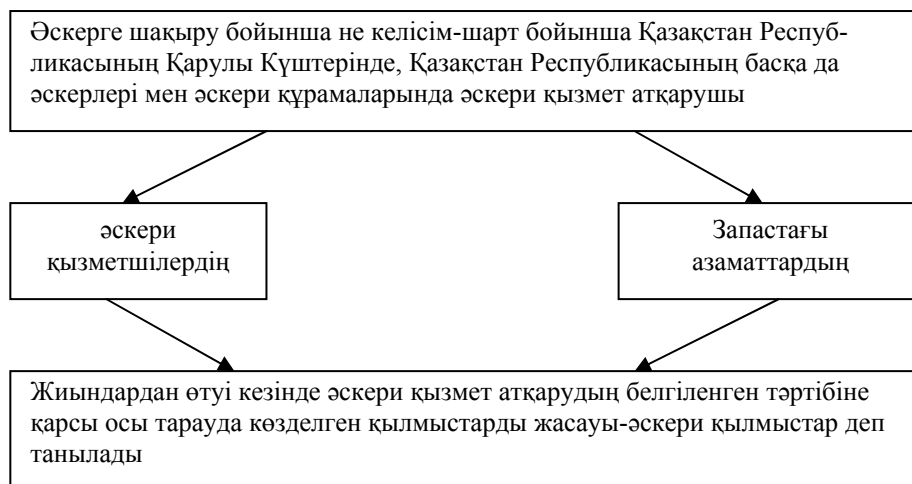 Әскерге шақыру бойынша не келісім-шарт бойынша Қазақстан Респуб-
ликасының Қарулы Күштерінде, Қазақстан Республикасының басқа да
әскерлері мен әскери құрамаларында әскери қызмет атқарушы
әскери
қызметшілердің
Запастағы
азаматтардың
Жиындардан өтуі кезінде әскери қызмет атқарудың белгіленген тәртібіне
қарсы осы тарауда көзделген қылмыстарды жасауы-әскери қылмыстар деп
танылады